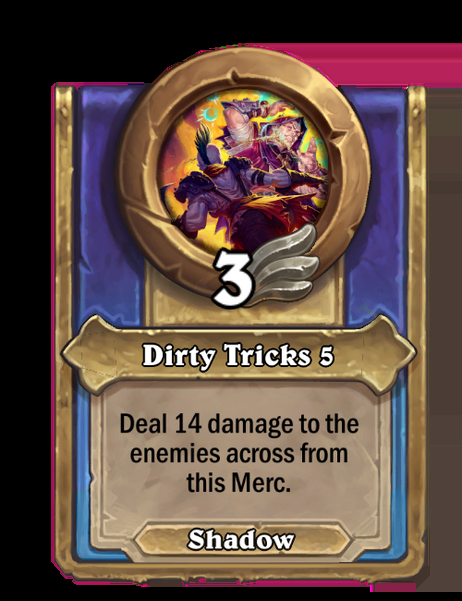 3
Dirty Tricks 5
Deal 14 damage to the
enemies across from
this Merc.
Shadow